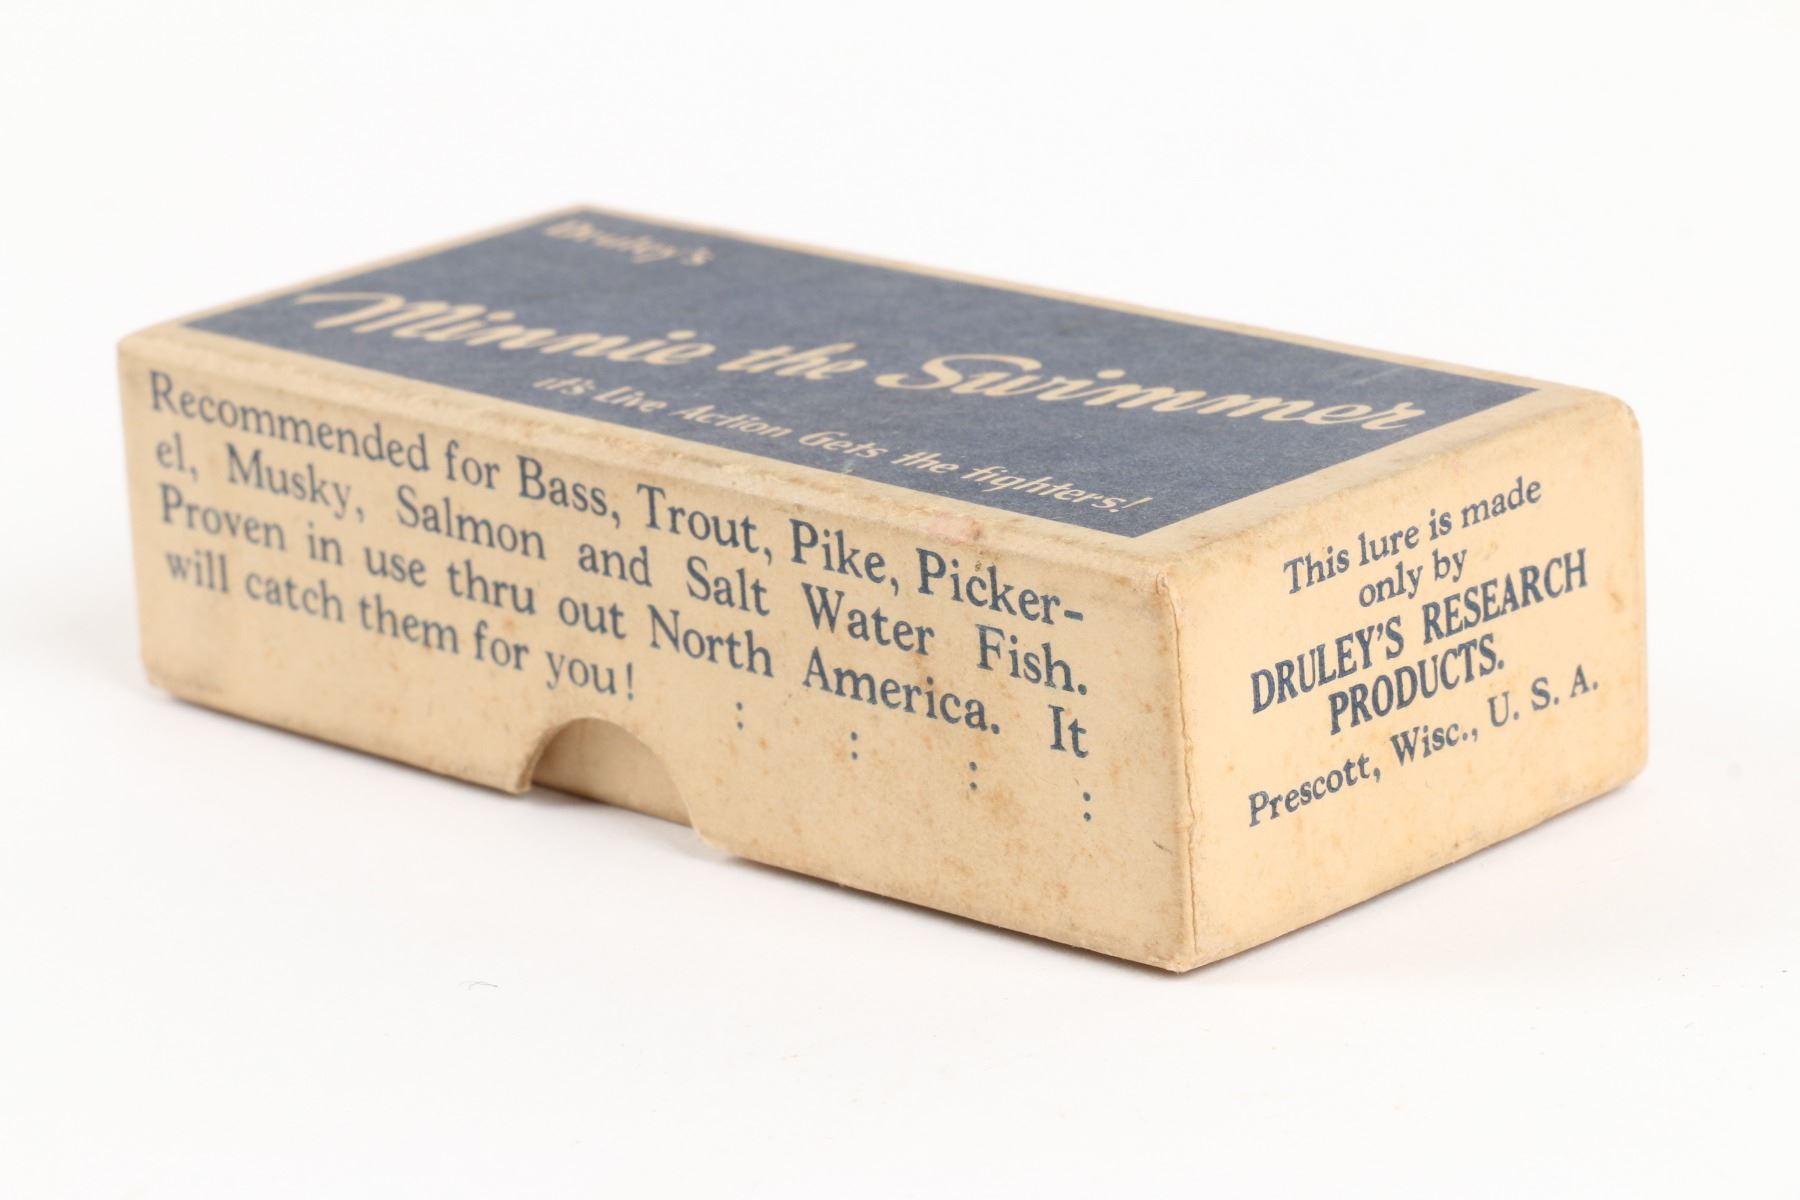 Druley's
Minnie the Swimmer
it's Live Action Gets the fighters!
Recommended for Bass, Trout, Pike, Picker-
el, Musky, Salmon and Salt Water Fish.
Proven in use thru out North America. It
will catch them for you! : : : :
This lure is made
only by
DRULEY'S RESEARCH
PRODUCTS.
Prescott, Wisc., U. S. A.